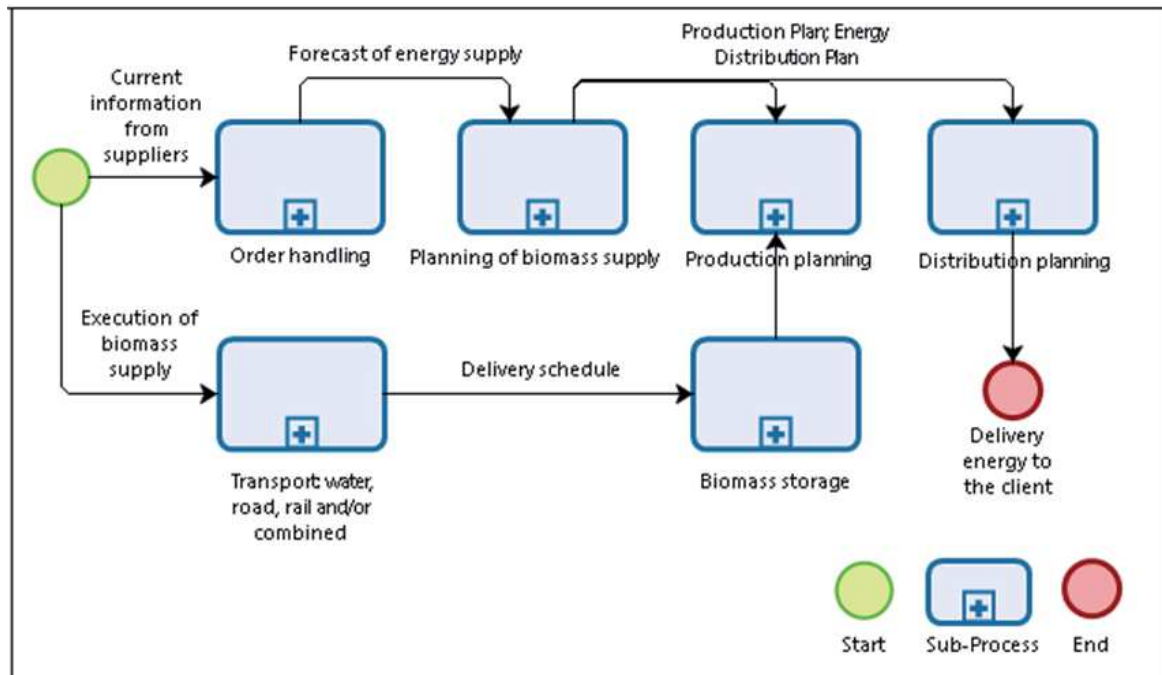 Production Plan; Energy
Distribution Plan
Forecast of energy supply
Current
information
from
suppliers
Order handling
Planning of biomass supply
Production planning
Distribution planning
Execution of
biomass
supply
Delivery schedule
Transport water,
road, rail and/or
combined
Biomass storage
Delivery
energy to
the client
Start
Sub-Process
End